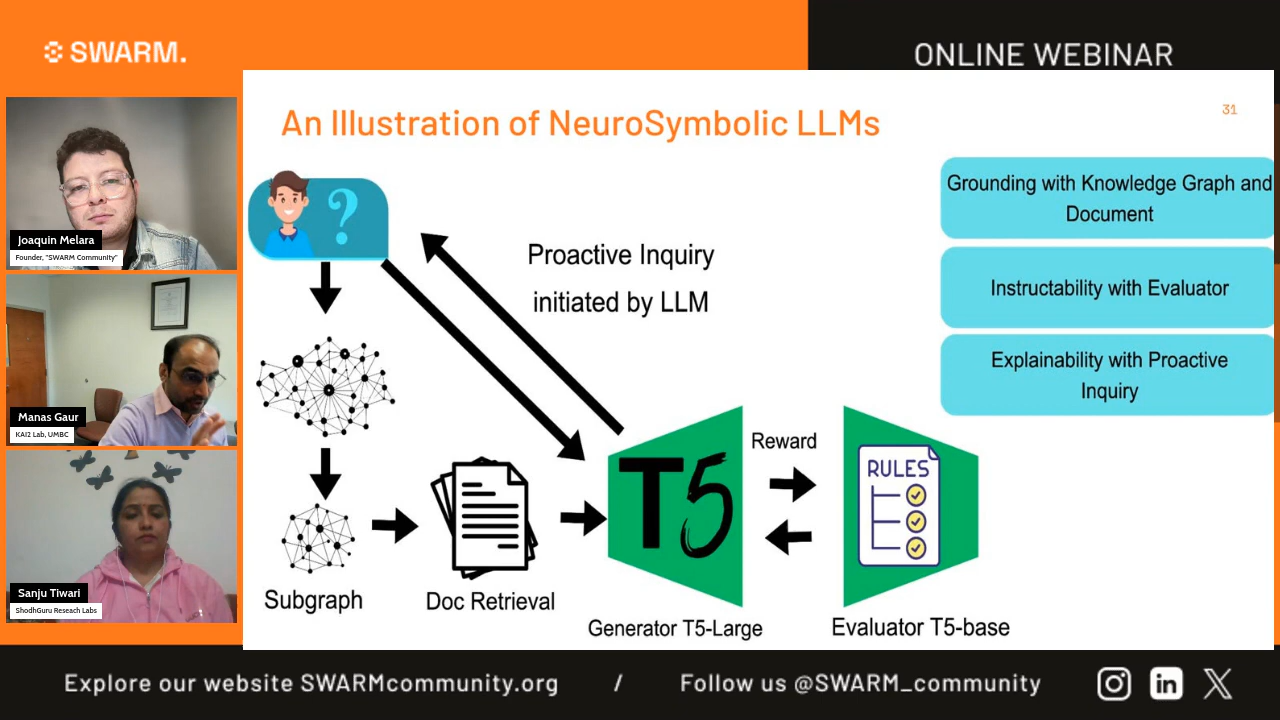 SWARM.
ONLINE WEBINAR
An Illustration of NeuroSymbolic LLMs
31
Joaquin Melara
Founder, "SWARM Community"
Manas Gaur
KAI2 Lab, UMBC
Sanju Tiwari
ShodhGuru Reseach Labs
?
Proactive Inquiry
initiated by LLM
Grounding with Knowledge Graph and
Document
Instructability with Evaluator
Explainability with Proactive
Inquiry
Subgraph
Doc Retrieval
T5
Generator T5-Large
Reward
RULES
Evaluator T5-base
Explore our website SWARMcommunity.org / Follow us @SWARM_community
in
X